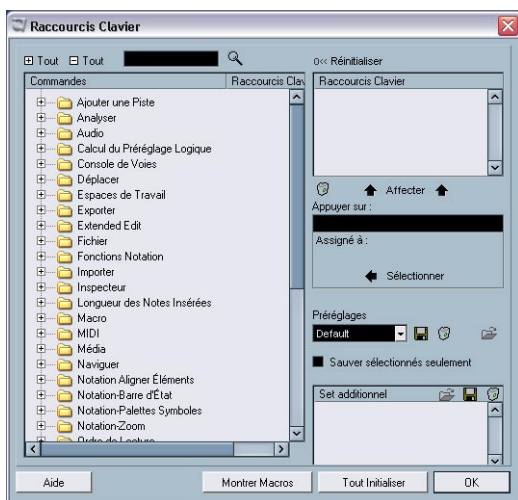 Raccourcis Clavier
Tout Tout
0<< Réinitialiser
Commandes Raccourcis Clav
Ajouter une Piste
Analyser
Audio
Calcul du Préréglage Logique
Console de Voies
Déplacer
Espaces de Travail
Exporter
Extended Edit
Fichier
Fonctions Notation
Importer
Inspecteur
Longueur des Notes Insérées
Macro
MIDI
Média
Naviguer
Notation Aligner Éléments
Notation-Barre d'État
Notation-Palettes Symboles
Notation-Zoom
Ordre de Lecture
Raccourcis Clavier
Affecter
Appuyer sur :
Assigné à :
Sélectionner
Préréglages
Default
Sauver sélectionnés seulement
Set additionnel
Aide Montrer Macros Tout Initialiser OK